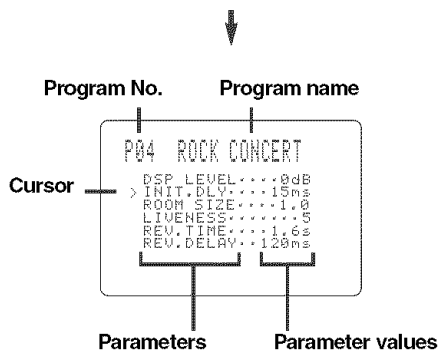 Program No. Program name
P04 ROCK CONCERT
Cursor
DSP LEVEL····0dB
> INIT.DLY····15ms
ROOM SIZE····1.0
LIVENESS·······5
REV.TIME····1.6s
REV.DELAY··120ms
Parameters Parameter values